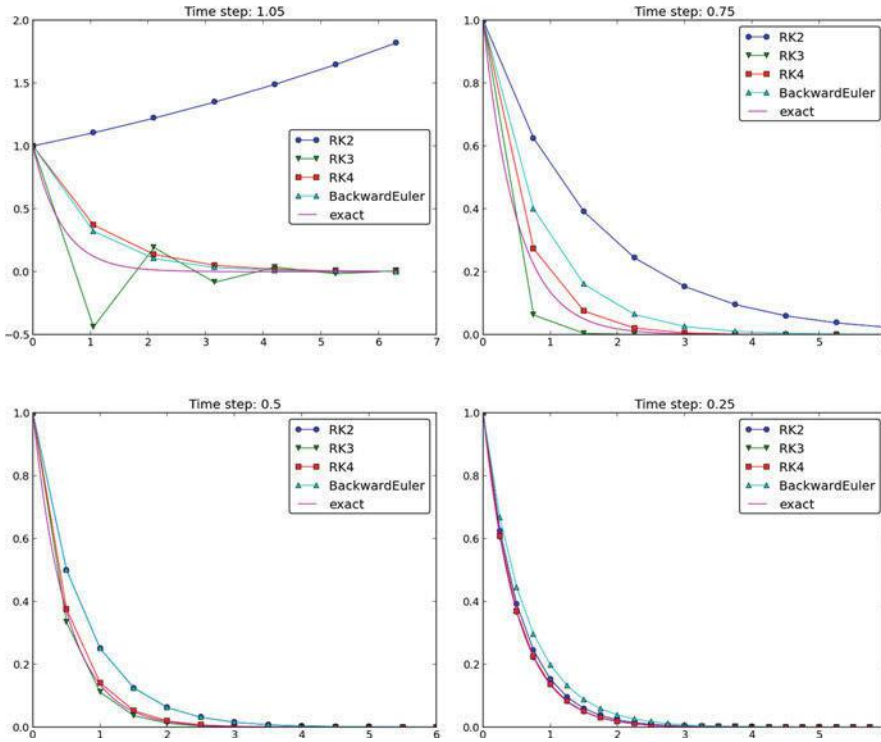 Time step: 1.05
2.0
1.5
1.0
0.5
0.0
−0.5
0 1 2 3 4 5 6 7
RK2
RK3
RK4
BackwardEuler
exact
Time step: 0.75
1.0
0.8
0.6
0.4
0.2
0.0
0 1 2 3 4 5
RK2
RK3
RK4
BackwardEuler
exact
Time step: 0.5
1.0
0.8
0.6
0.4
0.2
0.0
0 1 2 3 4 5 6
RK2
RK3
RK4
BackwardEuler
exact
Time step: 0.25
1.0
0.8
0.6
0.4
0.2
0.0
0 1 2 3 4 5
RK2
RK3
RK4
BackwardEuler
exact